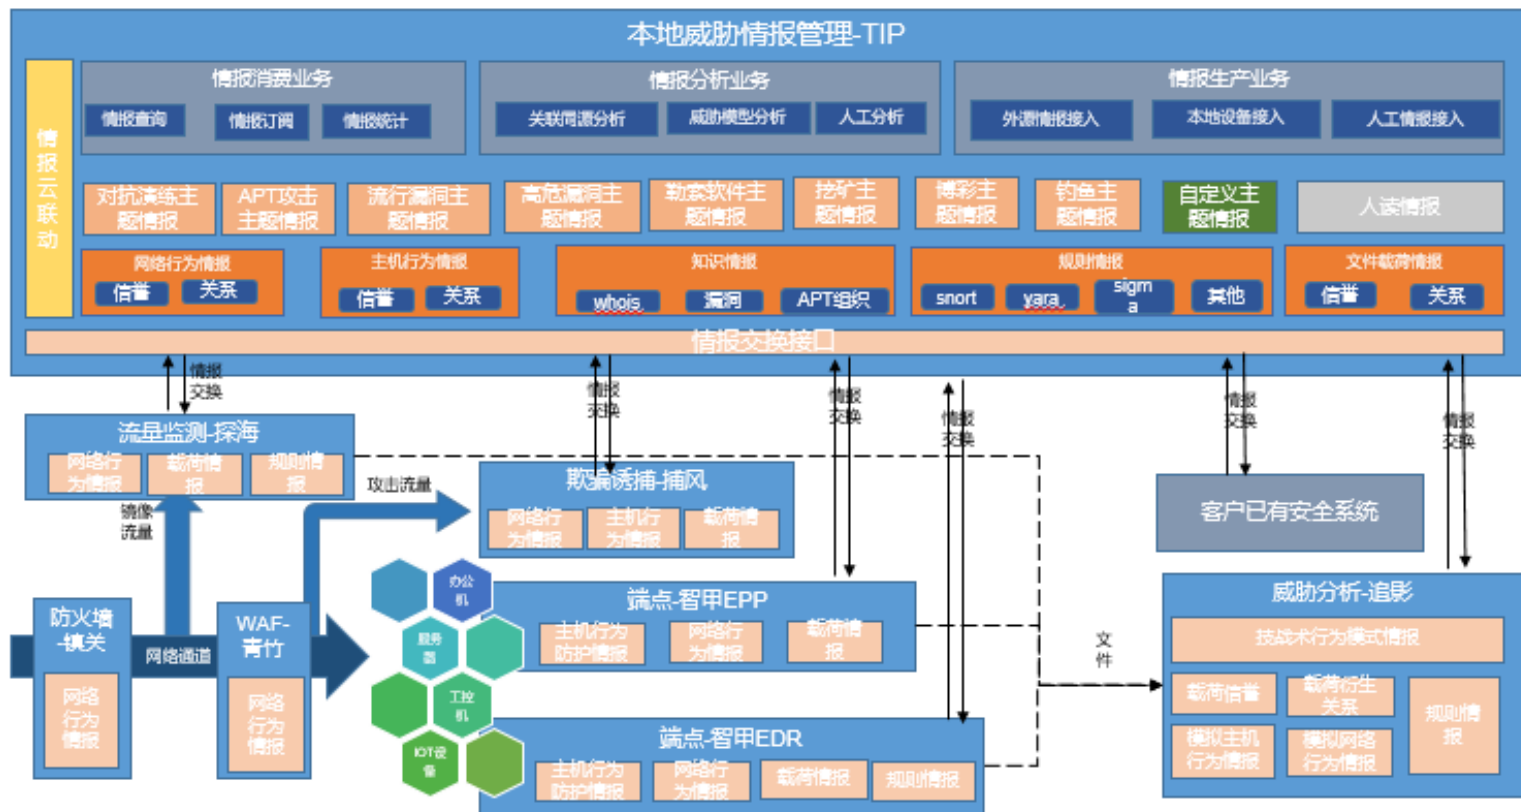 本地威胁情报管理-TIP
情报云联动
情报消费业务
情报查询
情报订阅
情报统计
情报分析业务
关联同源分析
威胁模型分析
人工分析
情报生产业务
外源情报接入
本地设备接入
人工情报接入
对抗演练主
题情报
APT攻击
主题情报
流行漏洞主
题情报
高危漏洞主
题情报
勒索软件主
题情报
挖矿主
题情报
博彩主
题情报
钓鱼主
题情报
自定义主
题情报
人读情报
网络行为情报
信誉
关系
主机行为情报
信誉
关系
知识情报
whois
漏洞
APT组织
规则情报
snort
yara
sigm
a
其他
文件载荷情报
信誉
关系
情报交换接口
情报
交换
情报
交换
情报
交换
情报
交换
情报
交换
情报
交换
流量监测-探海
网络行
为情报
载荷情
报
规则情
报
镜像
流量
攻击流量
欺骗诱捕-捕风
网络行
为情报
主机行
为情报
载荷情
报
客户已有安全系统
防火墙
-镇关
网络
行为
情报
网络通道
WAF-
青竹
网络
行为
情报
办公
机
服务
器
工控
机
IOT设
备
端点-智甲EPP
主机行为
防护情报
网络行
为情报
载荷情
报
端点-智甲EDR
主机行为
防护情报
网络行
为情报
载荷情报
规则情报
文
件
威胁分析-追影
技战术行为模式情报
载荷信誉
载荷衍生
关系
规则情
报
模拟主机
行为情报
模拟网络
行为情报